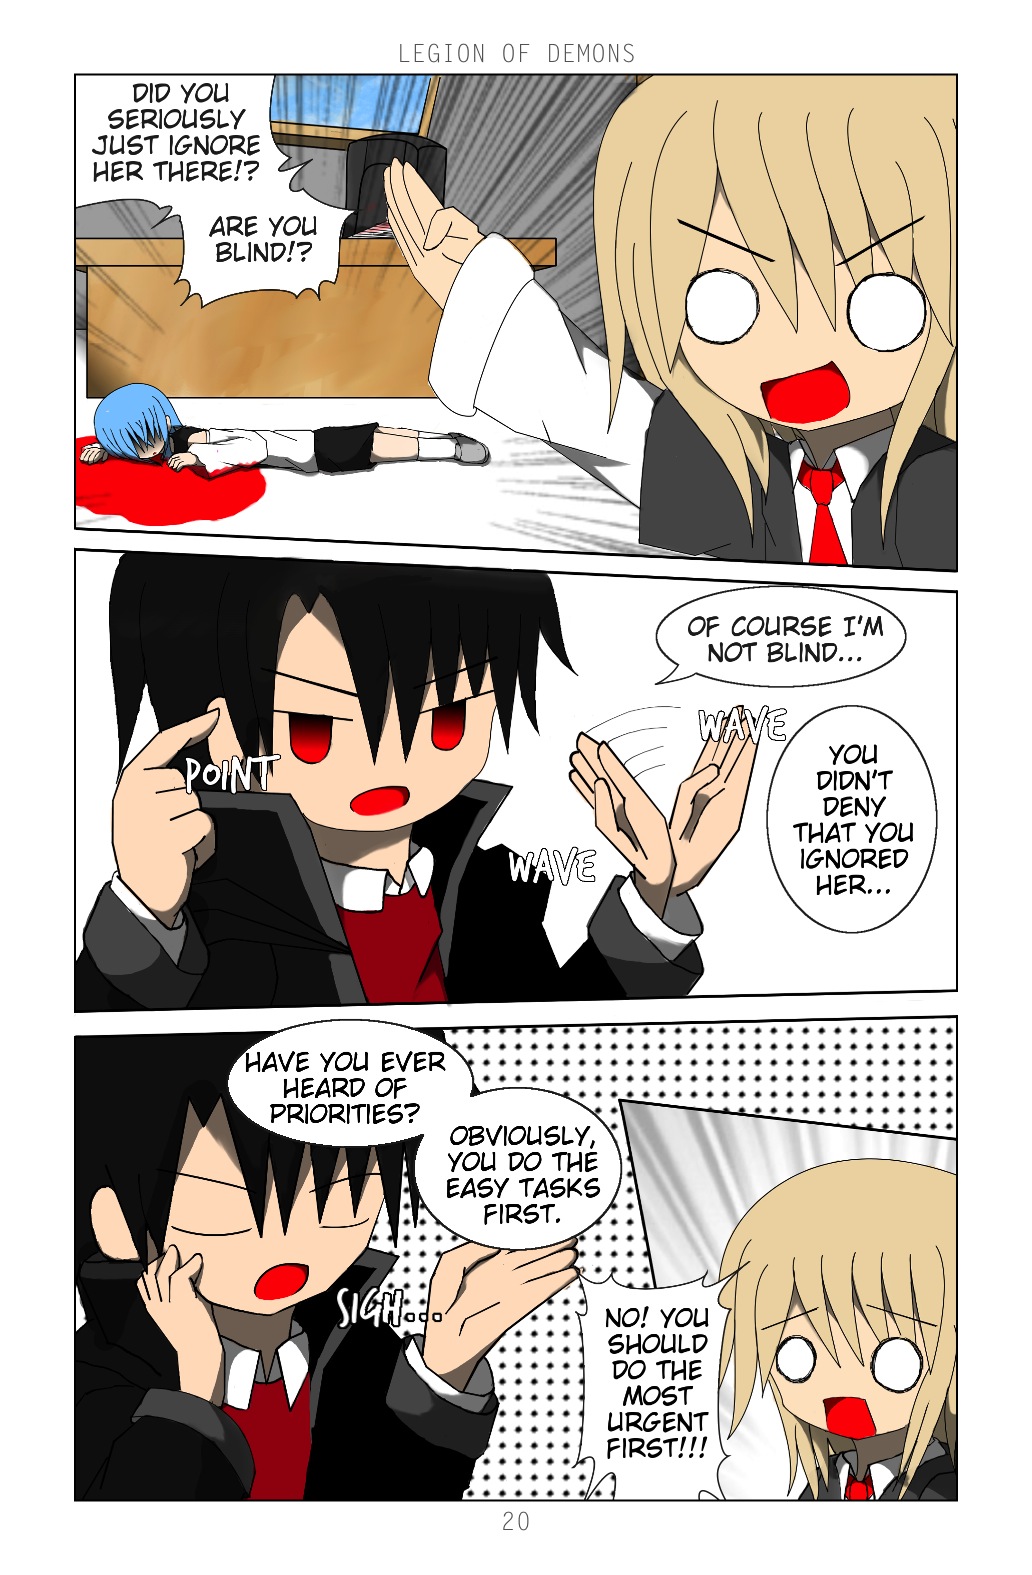 LEGION OF DEMONS
DID YOU
SERIOUSLY
JUST IGNORE
HER THERE!?
ARE YOU
BLIND!?
OF COURSE I'M
NOT BLIND...
POINT
WAVE
WAVE
YOU
DIDN'T
DENY
THAT YOU
IGNORED
HER...
HAVE YOU EVER
HEARD OF
PRIORITIES?
OBVIOUSLY,
YOU DO THE
EASY TASKS
FIRST.
SIGH...
NO! YOU
SHOULD
DO THE
MOST
URGENT
FIRST!!!
20